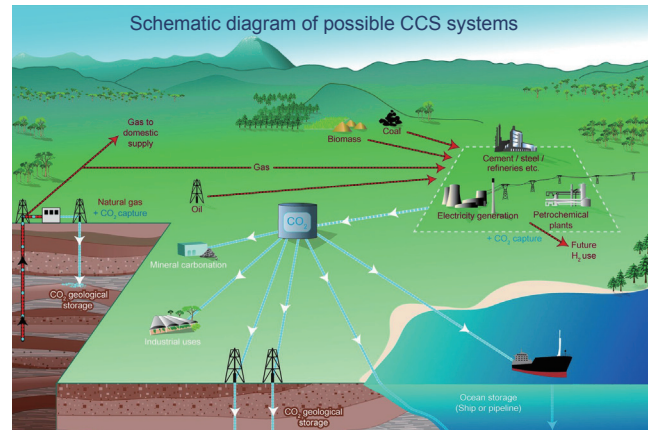 Schematic diagram of possible CCS systems
Gas to
domestic
supply
Biomass
Coal
Cement / steel /
refineries etc.
Gas
Oil
Natural gas
+ CO₂ capture
CO₂
Electricity generation
Petrochemical
plants
+ CO₂ capture
Future
H₂ use
Mineral carbonation
CO₂ geological
storage
Industrial uses
CO₂ geological
storage
Ocean storage
(Ship or pipeline)